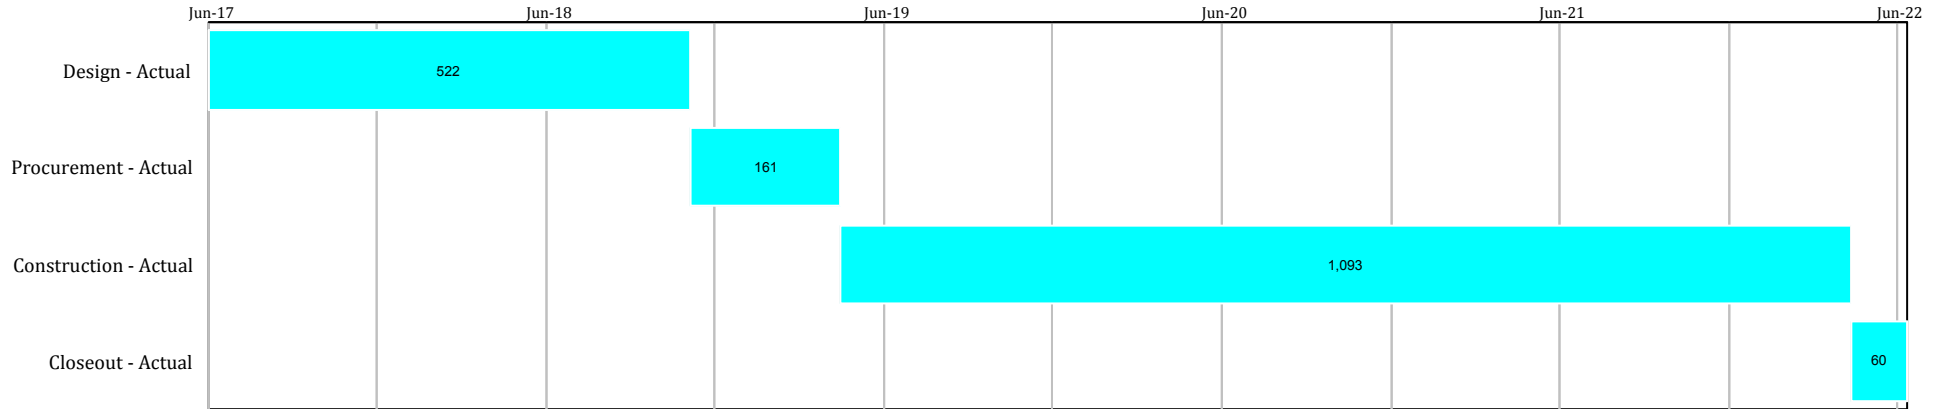 Jun-17 Jun-18 Jun-19 Jun-20 Jun-21 Jun-22
Design - Actual 522
Procurement - Actual 161
Construction - Actual 1,093
Closeout - Actual 60